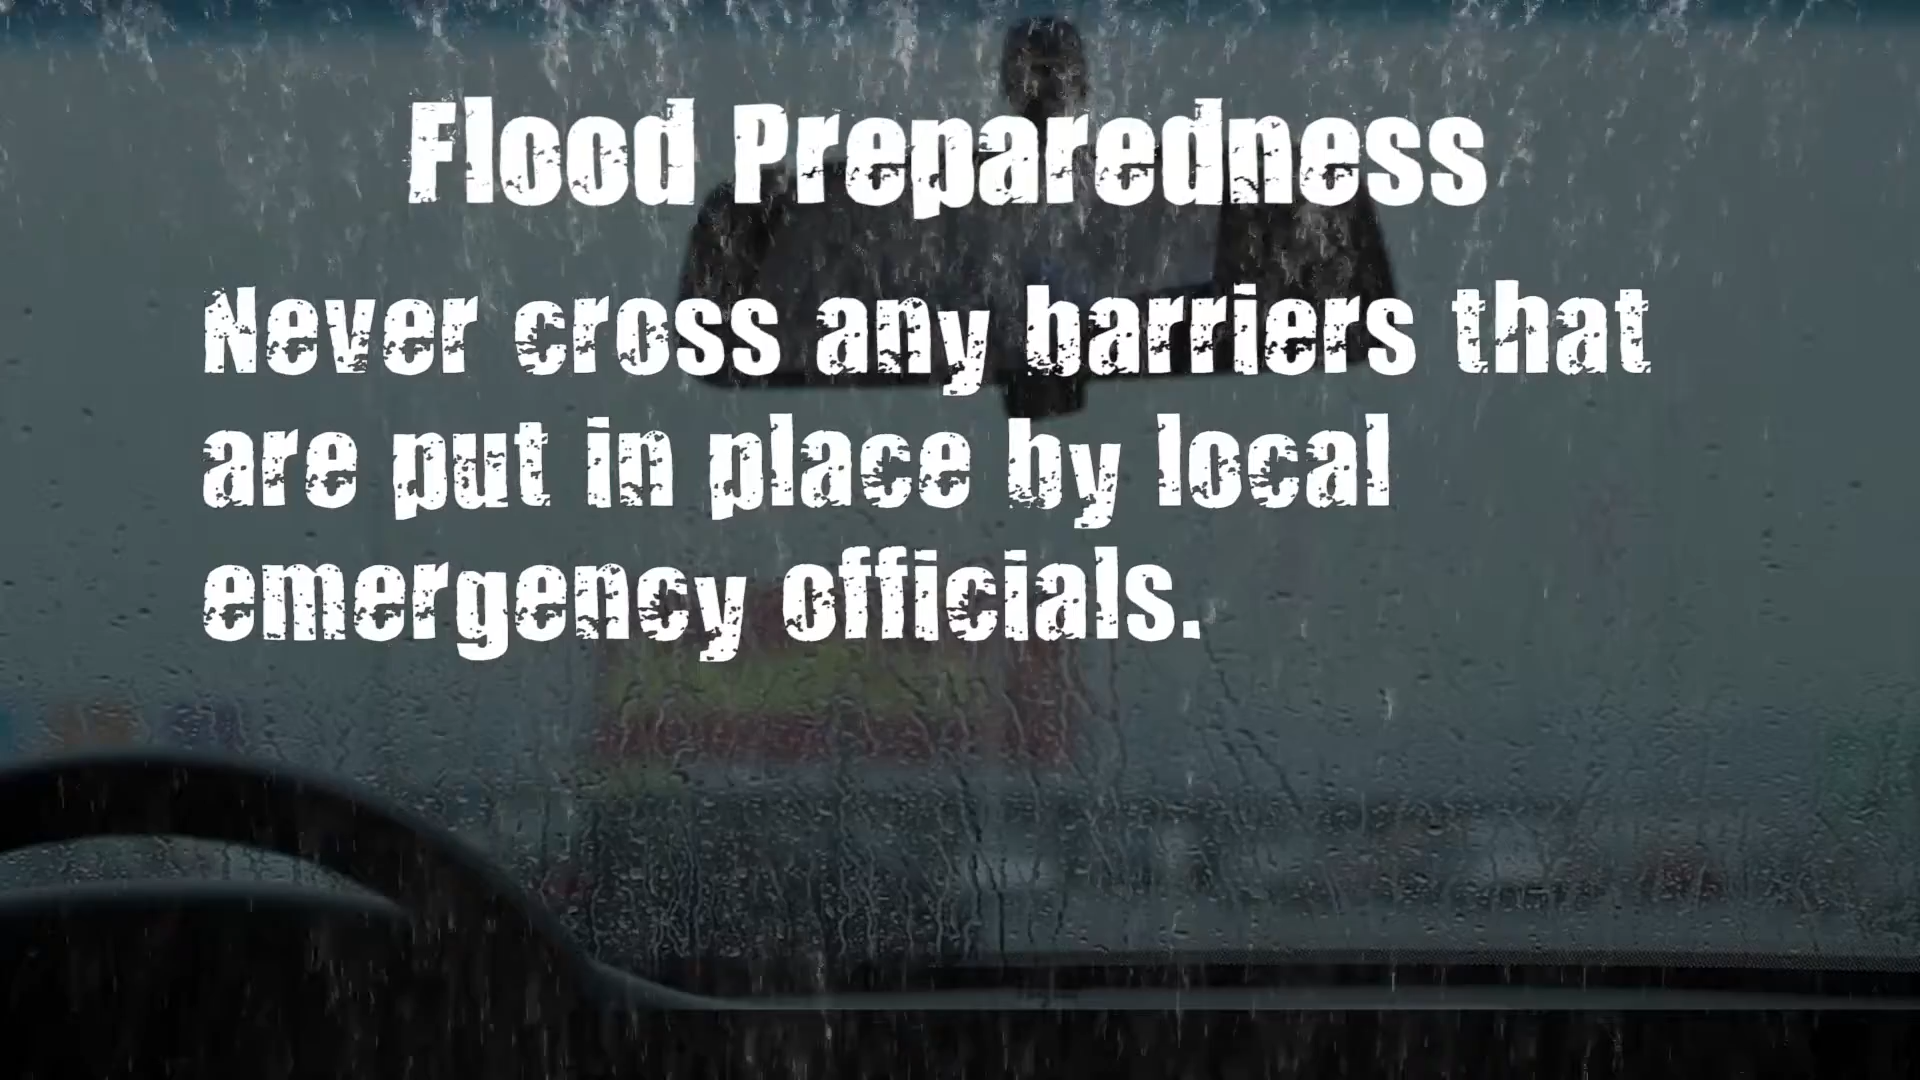 Flood Preparedness
Never cross any barriers that
are put in place by local
emergency officials.